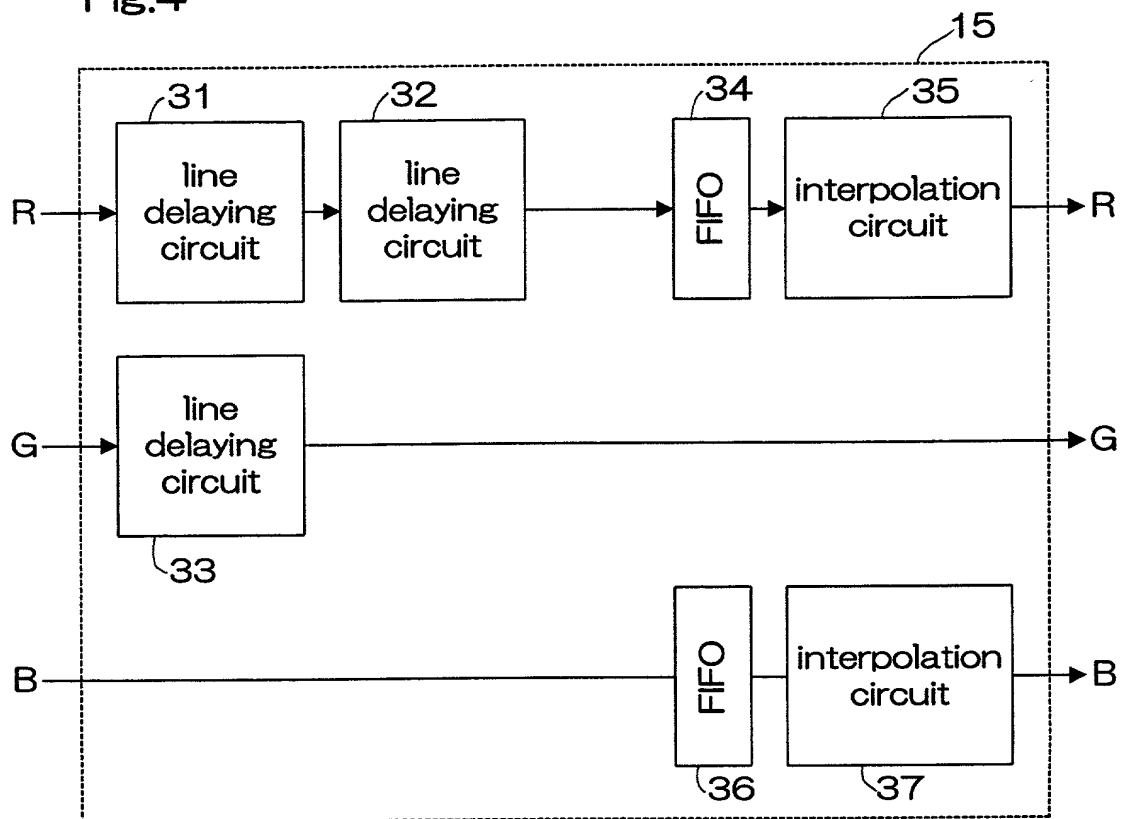 Fig.4
15
31
32
34
35
R
line
delaying
circuit
line
delaying
circuit
FIFO
interpolation
circuit
R
G
line
delaying
circuit
G
33
B
FIFO
interpolation
circuit
B
36
37